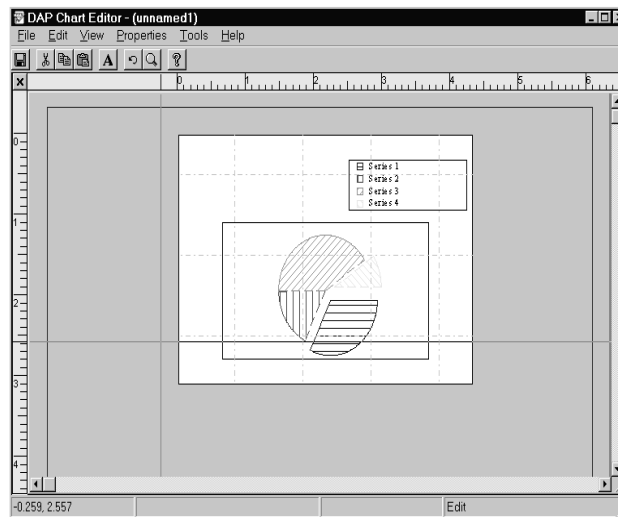 DAP Chart Editor - (unnamed1)
File Edit View Properties Tools Help
A ?
X
0 1 2 3 4 5 6
0
1
2
3
4
Series 1
Series 2
Series 3
Series 4
-0.259, 2.557 Edit